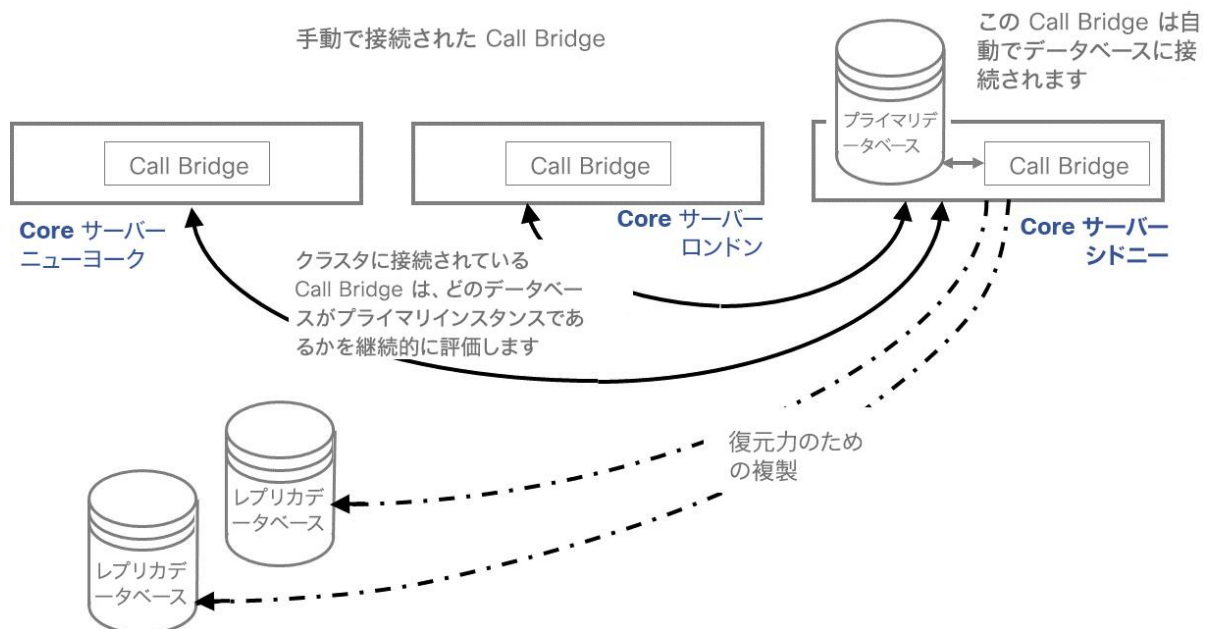 手動で接続された Call Bridge
この Call Bridge は自
動でデータベースに接
続されます
プライマリデ
ータベース
Call Bridge
Call Bridge
Call Bridge
Core サーバー
ニューヨーク
Core サーバー
ロンドン
Core サーバー
シドニー
クラスタに接続されている
Call Bridge は、どのデータベー
スがプライマリインスタンスであ
るかを継続的に評価します
復元力のため
の複製
レプリカデ
ータベース
レプリカデ
ータベース